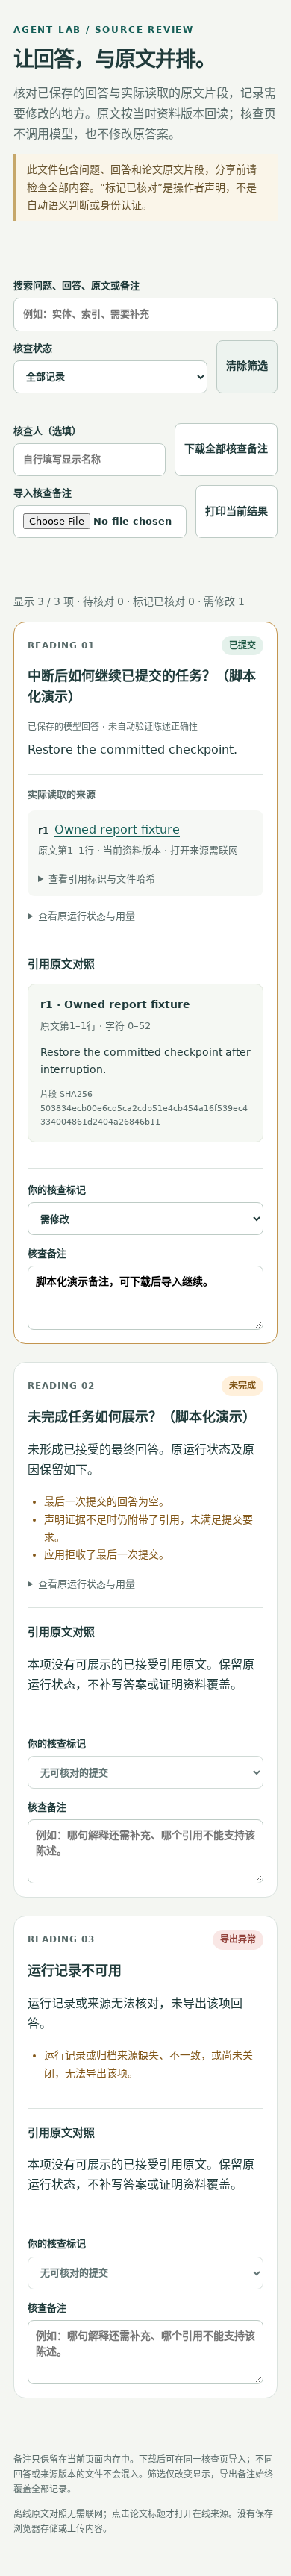 AGENT LAB / SOURCE REVIEW
让回答，与原文并排。
核对已保存的回答与实际读取的原文片段，记录需
要修改的地方。原文按当时资料版本回读；核查页
不调用模型，也不修改原答案。
此文件包含问题、回答和论文原文片段，分享前请
检查全部内容。“标记已核对”是操作者声明，不是
自动语义判断或身份认证。
搜索问题、回答、原文或备注
例如：实体、索引、需要补充
核查状态
全部记录
清除筛选
核查人（选填）
自行填写显示名称
下载全部核查备注
导入核查备注
Choose File No file chosen
打印当前结果
显示 3 / 3 项 · 待核对 0 · 标记已核对 0 · 需修改 1
READING 01
已提交
中断后如何继续已提交的任务？（脚本
化演示）
已保存的模型回答 · 未自动验证陈述正确性
Restore the committed checkpoint.
实际读取的来源
r1 Owned report fixture
原文第1–1行 · 当前资料版本 · 打开来源需联网
▶ 查看引用标识与文件哈希
▶ 查看原运行状态与用量
引用原文对照
r1 · Owned report fixture
原文第1–1行 · 字符 0–52
Restore the committed checkpoint after
interruption.
片段 SHA256
503834ecb00e6cd5ca2cdb51e4cb454a16f539ec4
334004861d2404a26846b11
你的核查标记
需修改
核查备注
脚本化演示备注，可下载后导入继续。
READING 02
未完成
未完成任务如何展示？（脚本化演示）
未形成已接受的最终回答。原运行状态及原
因保留如下。
• 最后一次提交的回答为空。
• 声明证据不足时仍附带了引用，未满足提交要
求。
• 应用拒收了最后一次提交。
▶ 查看原运行状态与用量
引用原文对照
本项没有可展示的已接受引用原文。保留原
运行状态，不补写答案或证明资料覆盖。
你的核查标记
无可核对的提交
核查备注
例如：哪句解释还需补充、哪个引用不能支持该
陈述。
READING 03
导出异常
运行记录不可用
运行记录或来源无法核对，未导出该项回
答。
• 运行记录或归档来源缺失、不一致，或尚未关
闭，无法导出该项。
引用原文对照
本项没有可展示的已接受引用原文。保留原
运行状态，不补写答案或证明资料覆盖。
你的核查标记
无可核对的提交
核查备注
例如：哪句解释还需补充、哪个引用不能支持该
陈述。
备注只保留在当前页面内存中。下载后可在同一核查页导入；不同
回答或来源版本的文件不会混入。筛选仅改变显示，导出备注始终
覆盖全部记录。
离线原文对照无需联网；点击论文标题才打开在线来源。没有保存
浏览器存储或上传内容。